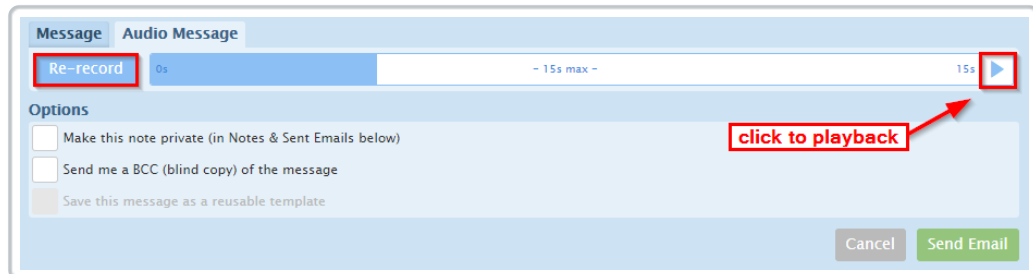 Message Audio Message
Re-record 0s - 15s max - 15s
Options
Make this note private (in Notes & Sent Emails below)
click to playback
Send me a BCC (blind copy) of the message
Save this message as a reusable template
Cancel Send Email